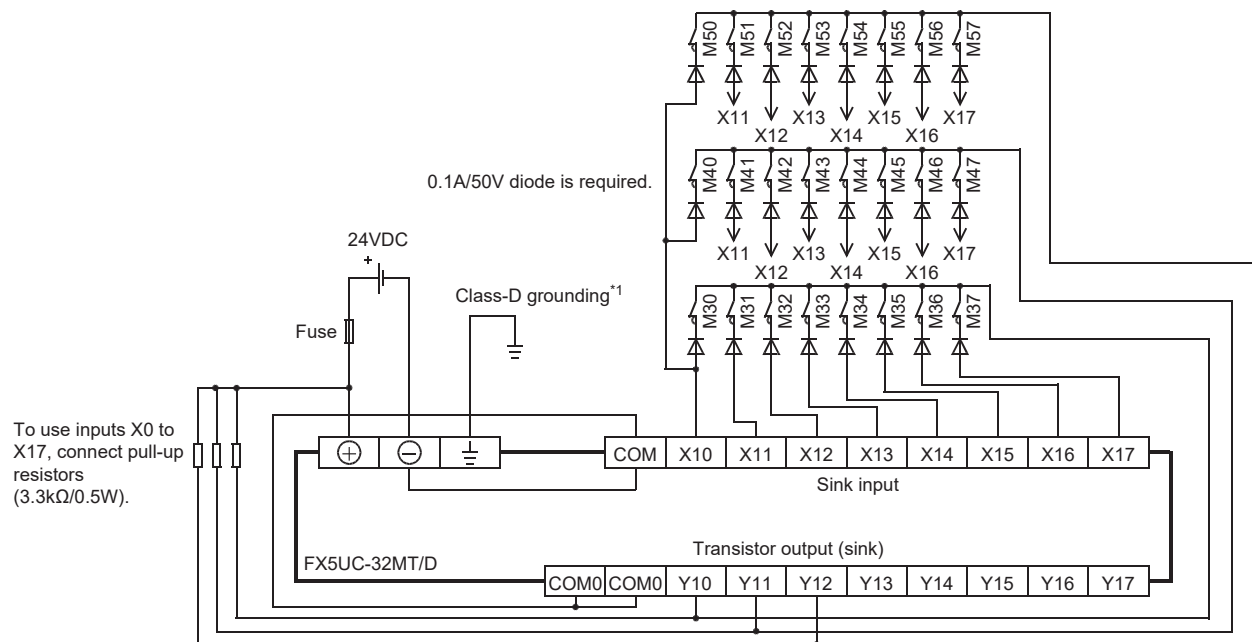 M50 M51 M52 M53 M54 M55 M56 M57
X11 X13 X15 X17
X12 X14 X16
0.1A/50V diode is required.
M40 M41 M42 M43 M44 M45 M46 M47
X11 X13 X15 X17
X12 X14 X16
24VDC
+
Class-D grounding*1
Fuse
M30 M31 M32 M33 M34 M35 M36 M37
To use inputs X0 to
X17, connect pull-up
resistors
(3.3kΩ/0.5W).
+ −
COM X10 X11 X12 X13 X14 X15 X16 X17
Sink input
FX5UC-32MT/D
Transistor output (sink)
COM0 COM0 Y10 Y11 Y12 Y13 Y14 Y15 Y16 Y17